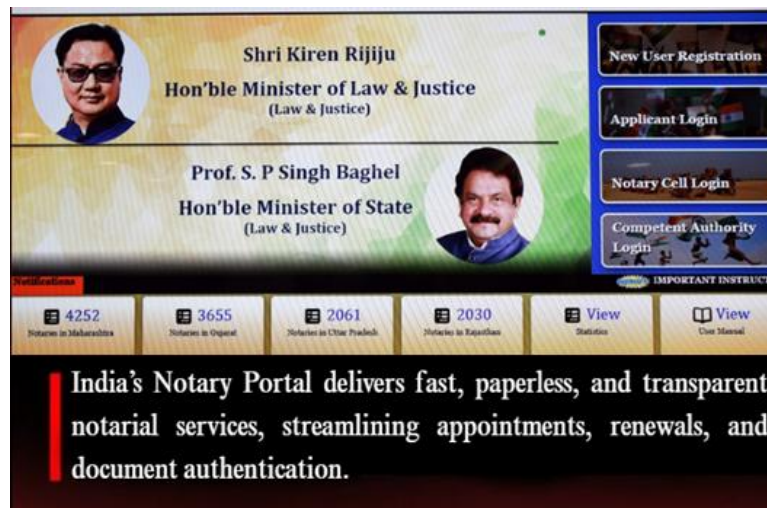 Shri Kiren Rijiju
Hon'ble Minister of Law & Justice
(Law & Justice)
Prof. S. P Singh Baghel
Hon'ble Minister of State
(Law & Justice)
New User Registration
Applicant Login
Notary Cell Login
Competent Authority
Login
Notifications
IMPORTANT INSTRUCT
4252
Notaries in Maharashtra
3655
Notaries in Gujarat
2061
Notaries in Uttar Pradesh
2030
Notaries in Rajasthan
View
Statistics
View
User Manual
India's Notary Portal delivers fast, paperless, and transparent
notarial services, streamlining appointments, renewals, and
document authentication.